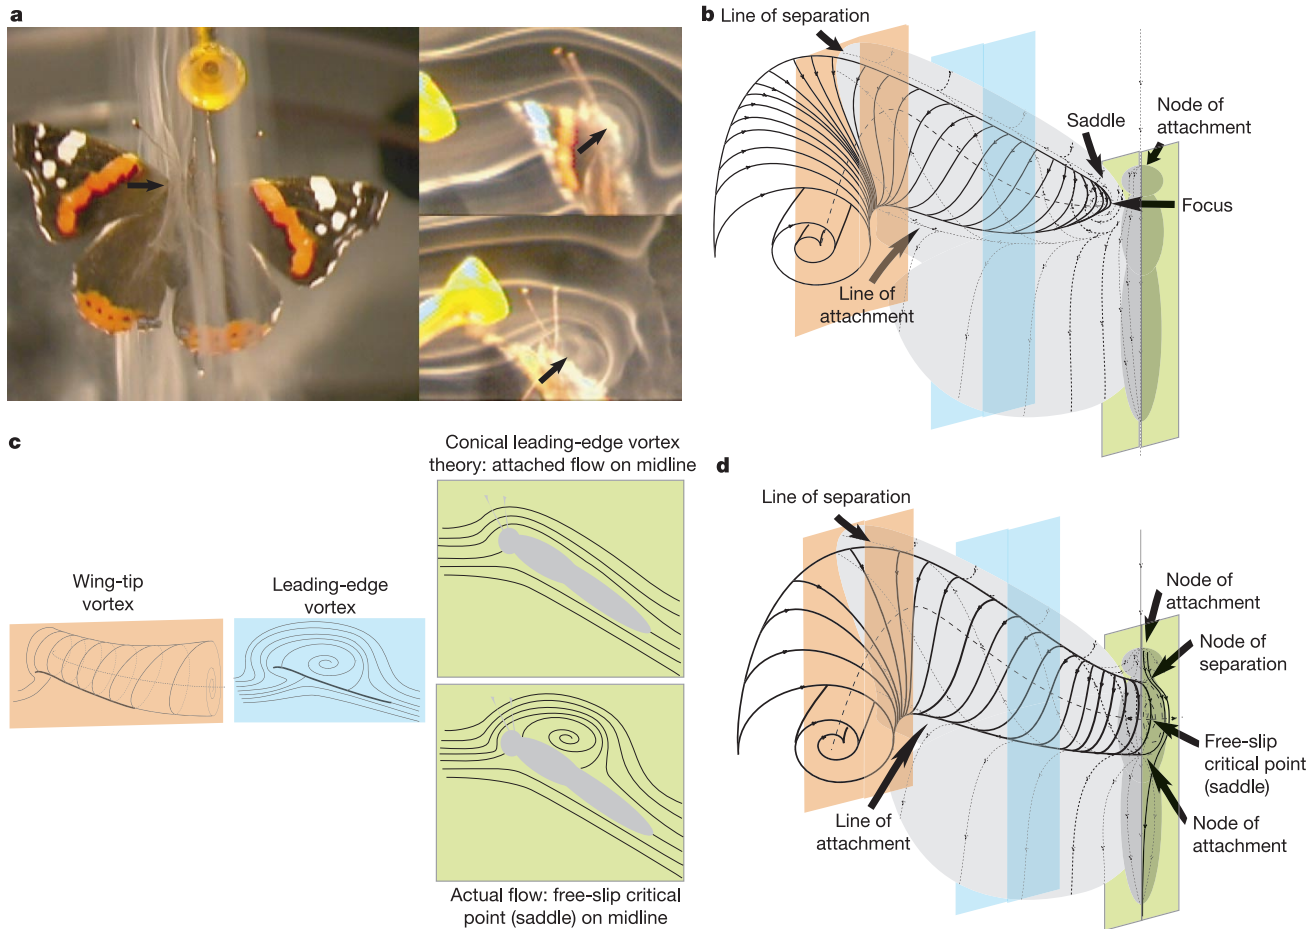 a
b
Line of separation
Saddle
Node of
attachment
Focus
Line of
attachment
c
Wing-tip
vortex
Leading-edge
vortex
Conical leading-edge vortex
theory: attached flow on midline
Actual flow: free-slip critical
point (saddle) on midline
d
Line of separation
Node of
attachment
Node of
separation
Free-slip
critical point
(saddle)
Node of
attachment
Line of
attachment